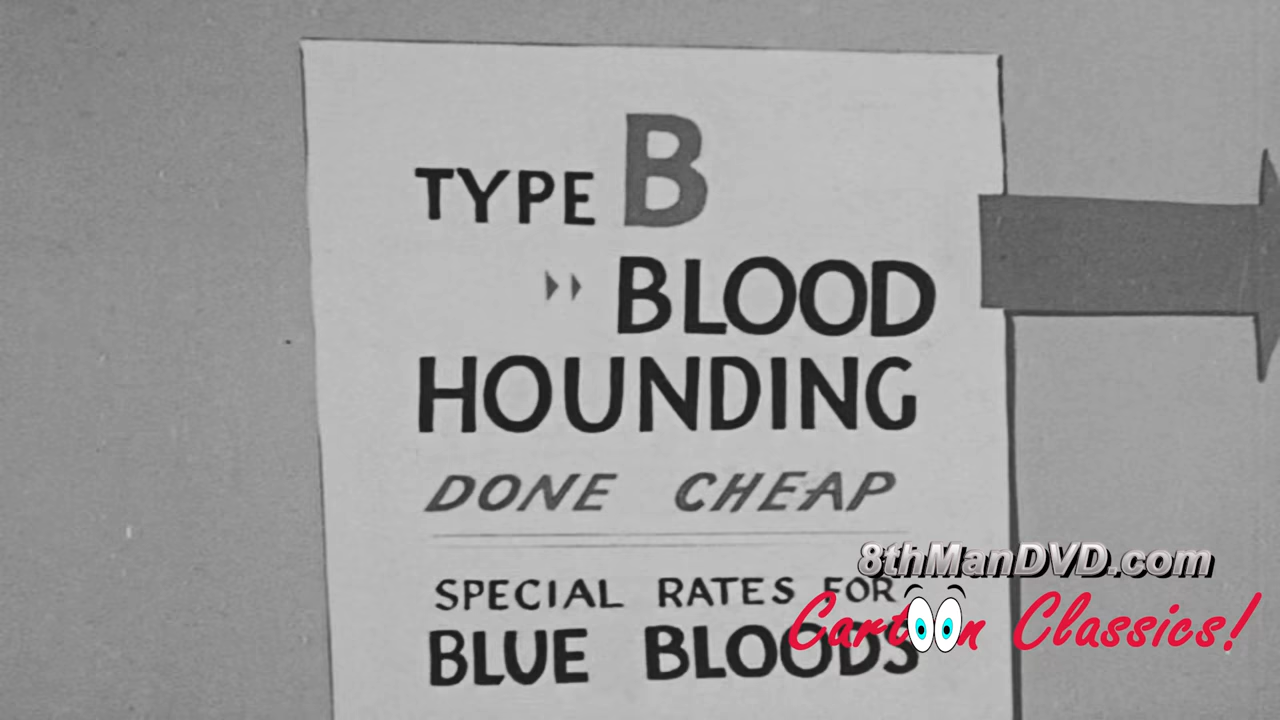 TYPE B
BLOOD
HOUNDING
DONE CHEAP
SPECIAL RATES FOR
BLUE BLOODS
8thManDVD.com
Cartoon Classics!